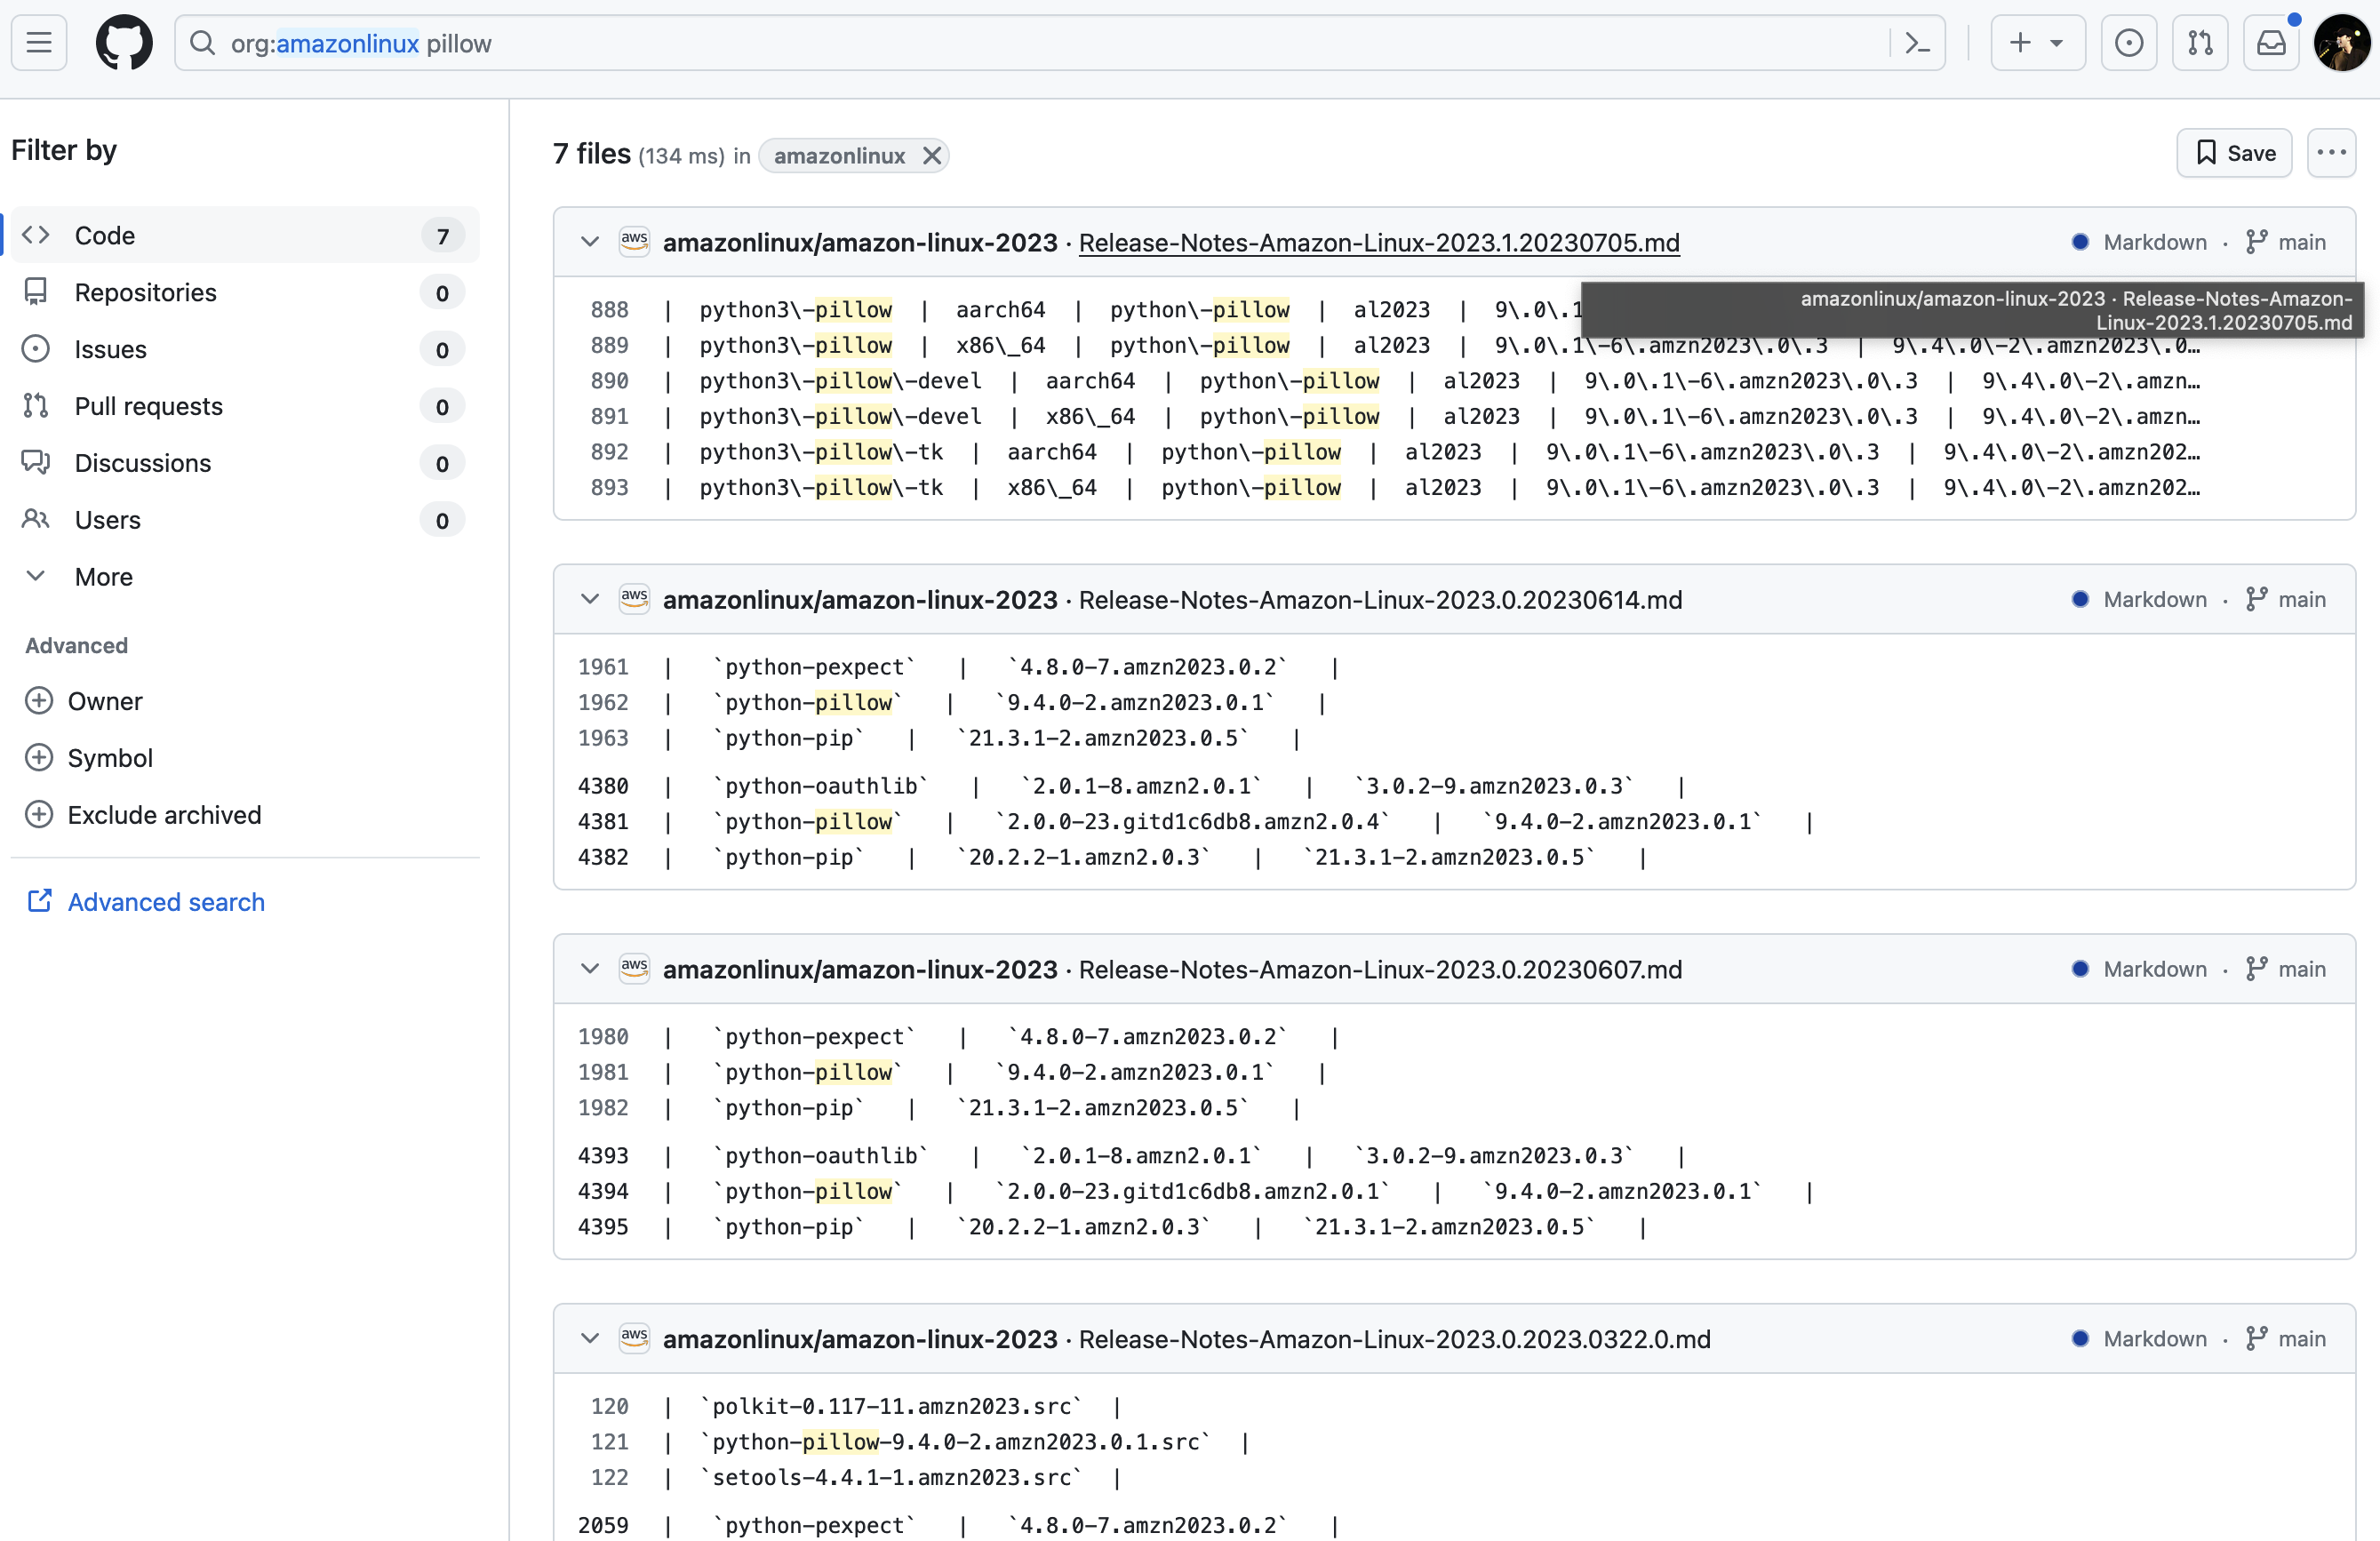 org:amazonlinux pillow
Filter by
Code 7
Repositories 0
Issues 0
Pull requests 0
Discussions 0
Users 0
More
Advanced
Owner
Symbol
Exclude archived
Advanced search
7 files (134 ms) in amazonlinux
Save
aws amazonlinux/amazon-linux-2023 · Release-Notes-Amazon-Linux-2023.1.20230705.md Markdown · main
amazonlinux/amazon-linux-2023 · Release-Notes-Amazon-
Linux-2023.1.20230705.md
888 | python3\-pillow | aarch64 | python\-pillow | al2023 | 9\.0\.1
889 | python3\-pillow | x86\_64 | python\-pillow | al2023 | 9\.0\.1\-6\.amzn2023\.0\.3 | 9\.4\.0\-2\.amzn2023\.0…
890 | python3\-pillow\-devel | aarch64 | python\-pillow | al2023 | 9\.0\.1\-6\.amzn2023\.0\.3 | 9\.4\.0\-2\.amzn…
891 | python3\-pillow\-devel | x86\_64 | python\-pillow | al2023 | 9\.0\.1\-6\.amzn2023\.0\.3 | 9\.4\.0\-2\.amzn…
892 | python3\-pillow\-tk | aarch64 | python\-pillow | al2023 | 9\.0\.1\-6\.amzn2023\.0\.3 | 9\.4\.0\-2\.amzn202…
893 | python3\-pillow\-tk | x86\_64 | python\-pillow | al2023 | 9\.0\.1\-6\.amzn2023\.0\.3 | 9\.4\.0\-2\.amzn202…
aws amazonlinux/amazon-linux-2023 · Release-Notes-Amazon-Linux-2023.0.20230614.md Markdown · main
1961 | `python-pexpect` | `4.8.0-7.amzn2023.0.2` |
1962 | `python-pillow` | `9.4.0-2.amzn2023.0.1` |
1963 | `python-pip` | `21.3.1-2.amzn2023.0.5` |
4380 | `python-oauthlib` | `2.0.1-8.amzn2.0.1` | `3.0.2-9.amzn2023.0.3` |
4381 | `python-pillow` | `2.0.0-23.gitd1c6db8.amzn2.0.4` | `9.4.0-2.amzn2023.0.1` |
4382 | `python-pip` | `20.2.2-1.amzn2.0.3` | `21.3.1-2.amzn2023.0.5` |
aws amazonlinux/amazon-linux-2023 · Release-Notes-Amazon-Linux-2023.0.20230607.md Markdown · main
1980 | `python-pexpect` | `4.8.0-7.amzn2023.0.2` |
1981 | `python-pillow` | `9.4.0-2.amzn2023.0.1` |
1982 | `python-pip` | `21.3.1-2.amzn2023.0.5` |
4393 | `python-oauthlib` | `2.0.1-8.amzn2.0.1` | `3.0.2-9.amzn2023.0.3` |
4394 | `python-pillow` | `2.0.0-23.gitd1c6db8.amzn2.0.1` | `9.4.0-2.amzn2023.0.1` |
4395 | `python-pip` | `20.2.2-1.amzn2.0.3` | `21.3.1-2.amzn2023.0.5` |
aws amazonlinux/amazon-linux-2023 · Release-Notes-Amazon-Linux-2023.0.2023.0322.0.md Markdown · main
120 | `polkit-0.117-11.amzn2023.src` |
121 | `python-pillow-9.4.0-2.amzn2023.0.1.src` |
122 | `setools-4.4.1-1.amzn2023.src` |
2059 | `python-pexpect` | `4.8.0-7.amzn2023.0.2` |